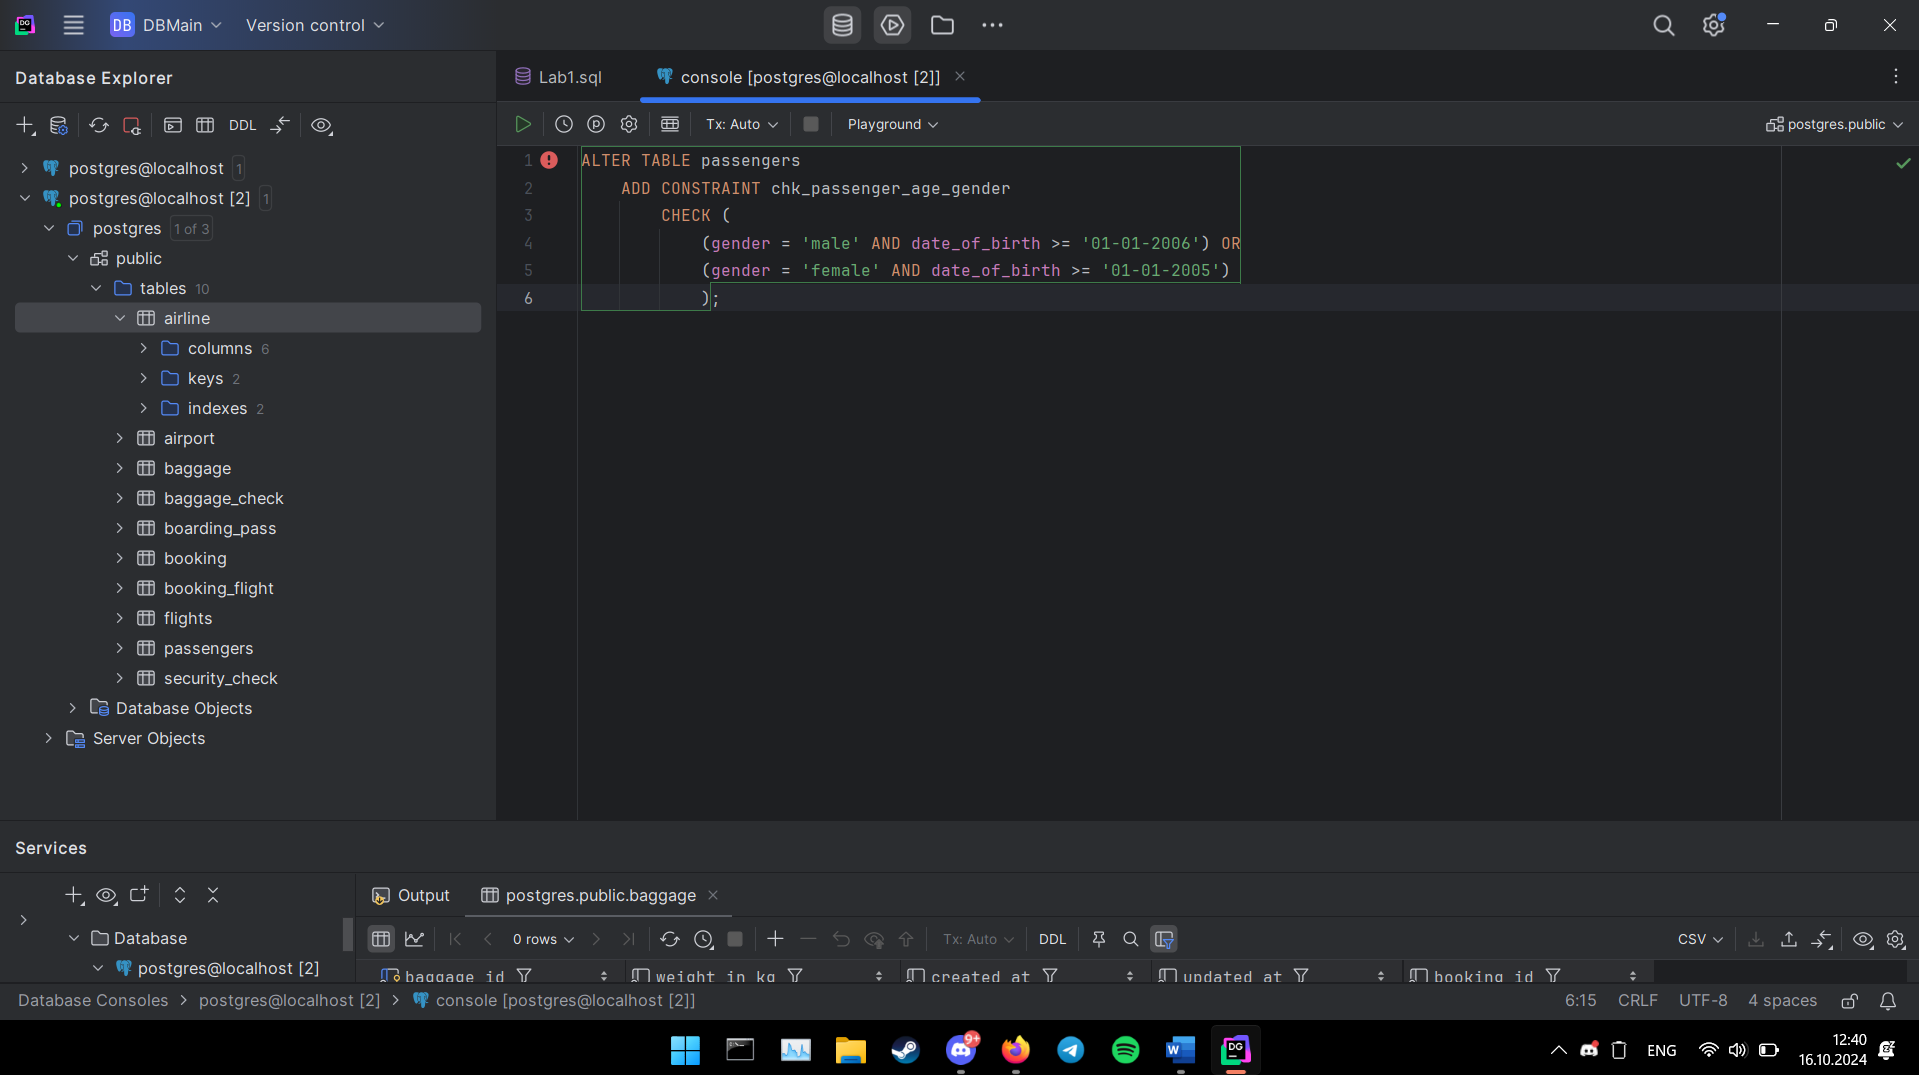 DB DBMain Version control
Database Explorer
Lab1.sql console [postgres@localhost [2]]
DDL
Tx: Auto Playground postgres.public
postgres@localhost 1
postgres@localhost [2] 1
postgres 1 of 3
public
tables 10
airline
columns 6
keys 2
indexes 2
airport
baggage
baggage_check
boarding_pass
booking
booking_flight
flights
passengers
security_check
Database Objects
Server Objects
1 ALTER TABLE passengers
2 ADD CONSTRAINT chk_passenger_age_gender
3 CHECK (
4 (gender = 'male' AND date_of_birth >= '01-01-2006') OR
5 (gender = 'female' AND date_of_birth >= '01-01-2005')
6 );
Services
Output postgres.public.baggage
0 rows Tx: Auto DDL CSV
Database
postgres@localhost [2]
baggage_id weight_in_kg created_at updated_at booking_id
Database Consoles > postgres@localhost [2] > console [postgres@localhost [2]]
6:15 CRLF UTF-8 4 spaces
9+ W DG
ENG 12:40
16.10.2024